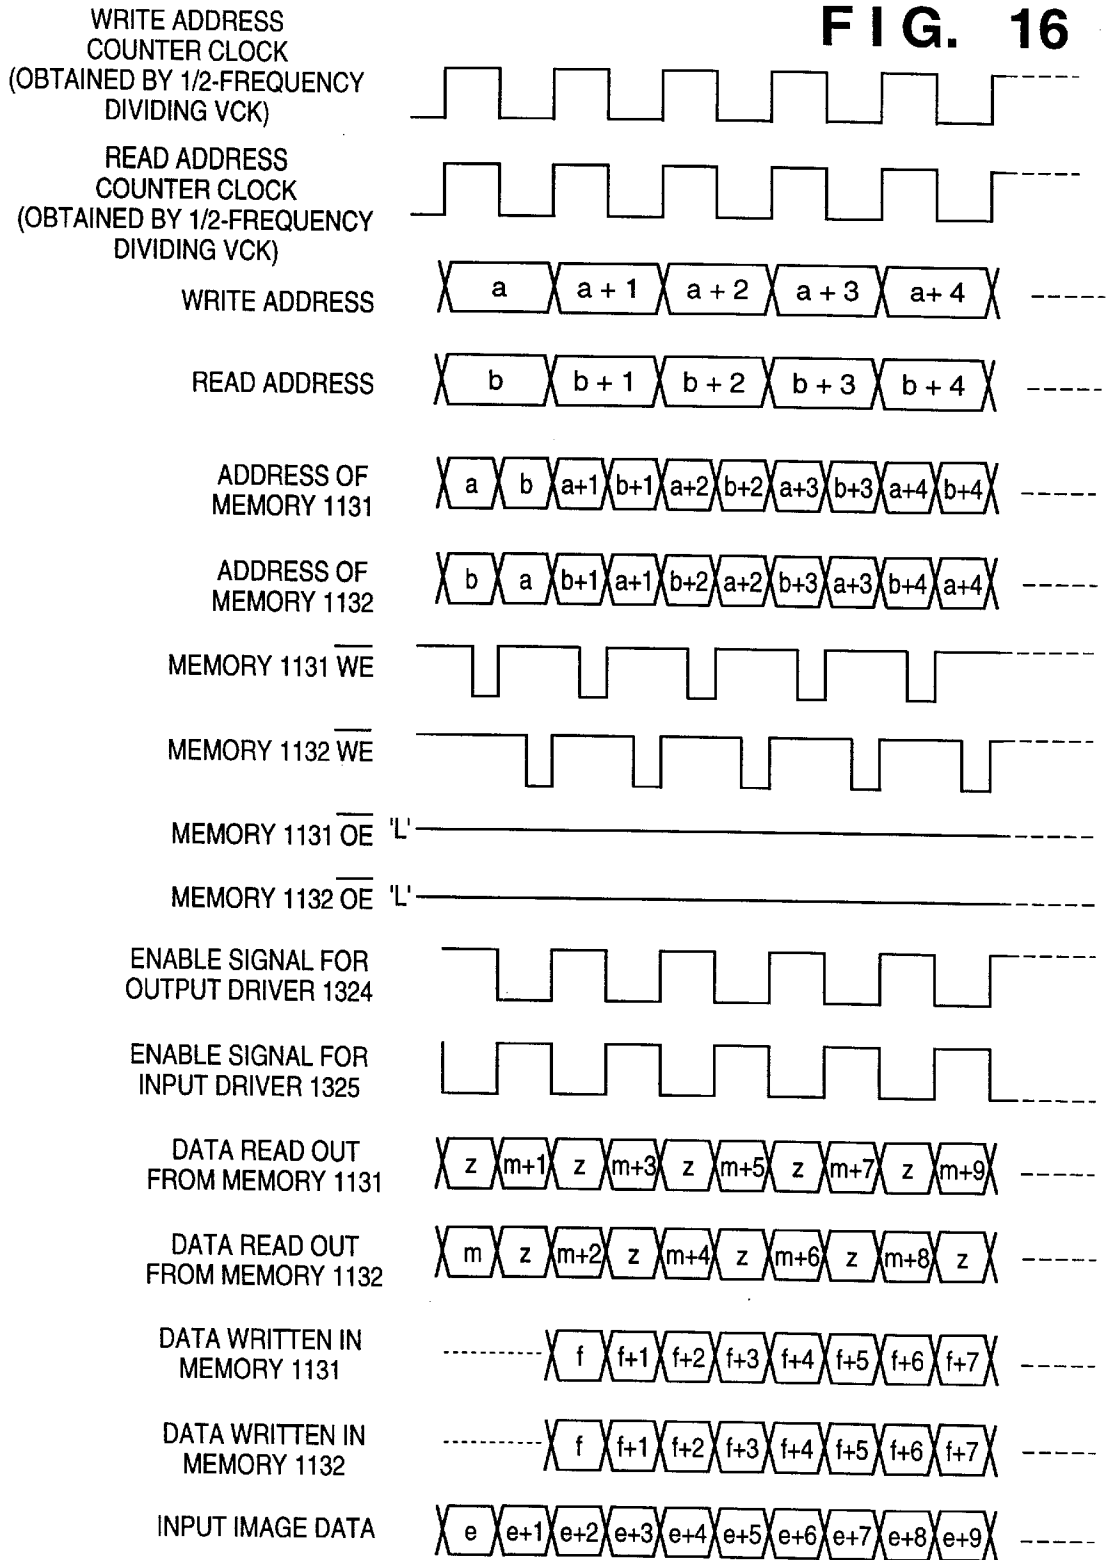 FIG. 16
WRITE ADDRESS
COUNTER CLOCK
(OBTAINED BY 1/2-FREQUENCY
DIVIDING VCK)
READ ADDRESS
COUNTER CLOCK
(OBTAINED BY 1/2-FREQUENCY
DIVIDING VCK)
WRITE ADDRESS a a + 1 a + 2 a + 3 a+ 4
READ ADDRESS b b + 1 b + 2 b + 3 b + 4
ADDRESS OF
MEMORY 1131
a b a+1 b+1 a+2 b+2 a+3 b+3 a+4 b+4
ADDRESS OF
MEMORY 1132
b a b+1 a+1 b+2 a+2 b+3 a+3 b+4 a+4
MEMORY 1131 W̅E̅
MEMORY 1132 W̅E̅
MEMORY 1131 O̅E̅ 'L'
MEMORY 1132 O̅E̅ 'L'
ENABLE SIGNAL FOR
OUTPUT DRIVER 1324
ENABLE SIGNAL FOR
INPUT DRIVER 1325
DATA READ OUT
FROM MEMORY 1131
z m+1 z m+3 z m+5 z m+7 z m+9
DATA READ OUT
FROM MEMORY 1132
m z m+2 z m+4 z m+6 z m+8 z
DATA WRITTEN IN
MEMORY 1131
f f+1 f+2 f+3 f+4 f+5 f+6 f+7
DATA WRITTEN IN
MEMORY 1132
f f+1 f+2 f+3 f+4 f+5 f+6 f+7
INPUT IMAGE DATA e e+1 e+2 e+3 e+4 e+5 e+6 e+7 e+8 e+9